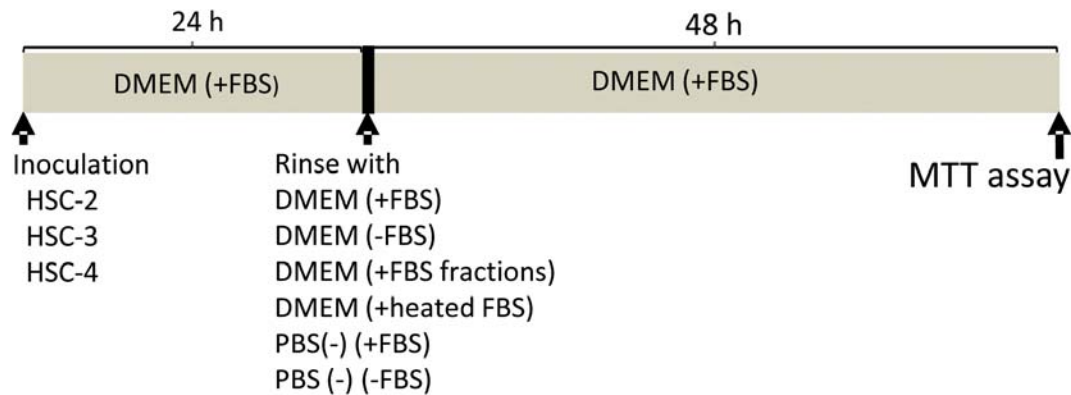 24 h
48 h
DMEM (+FBS)
DMEM (+FBS)
Inoculation
HSC-2
HSC-3
HSC-4
Rinse with
DMEM (+FBS)
DMEM (-FBS)
DMEM (+FBS fractions)
DMEM (+heated FBS)
PBS(-) (+FBS)
PBS (-) (-FBS)
MTT assay